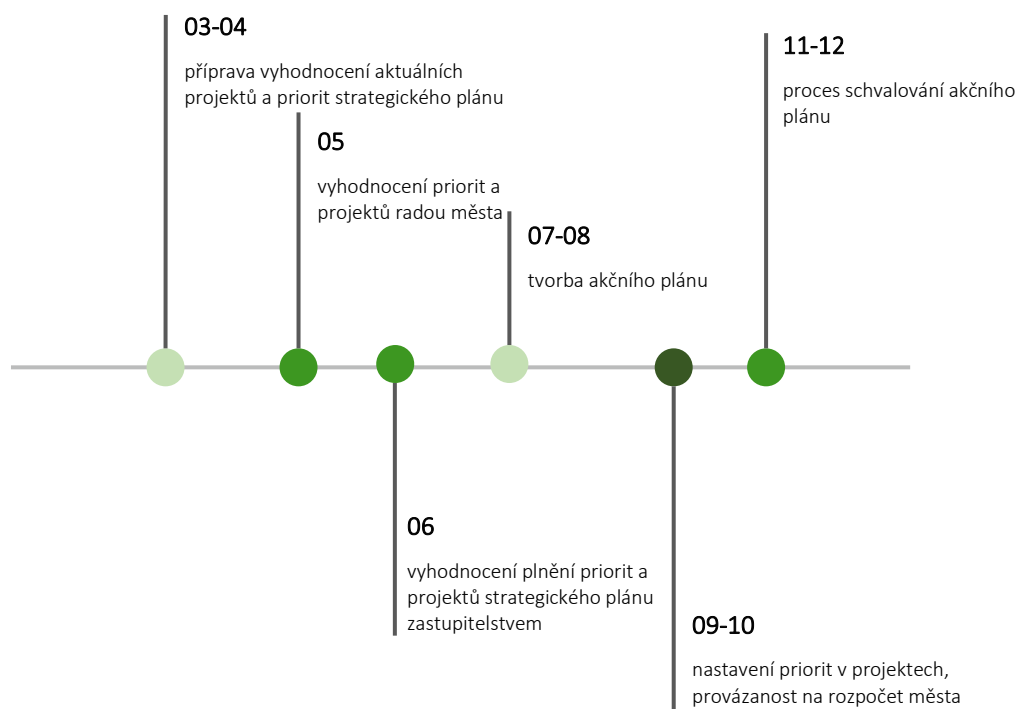 03-04
příprava vyhodnocení aktuálních
projektů a priorit strategického plánu
05
vyhodnocení priorit a
projektů radou města
06
vyhodnocení plnění priorit a
projektů strategického plánu
zastupitelstvem
07-08
tvorba akčního plánu
09-10
nastavení priorit v projektech,
provázanost na rozpočet města
11-12
proces schvalování akčního
plánu